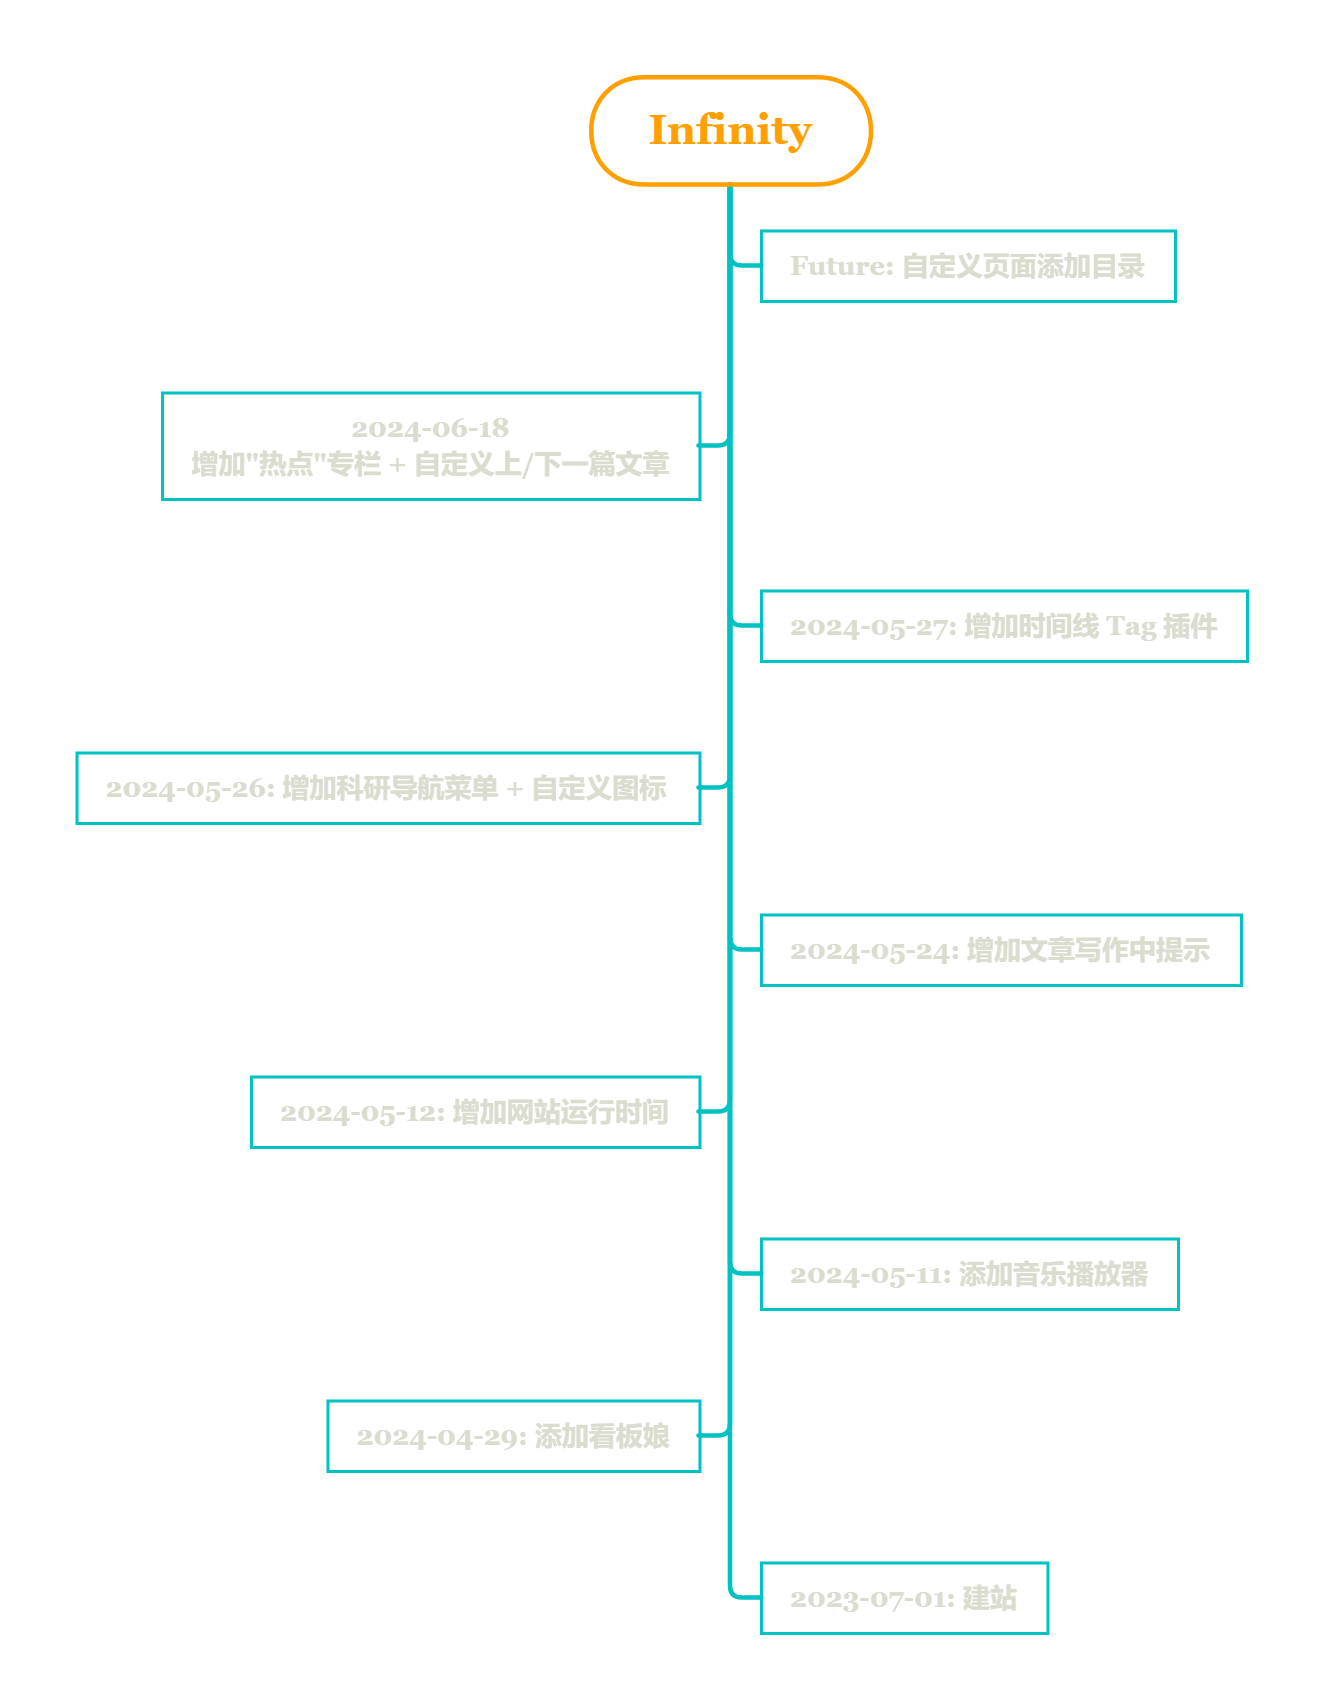 Infinity
Future: 自定义页面添加目录
2024-06-18
增加"热点"专栏 + 自定义上/下一篇文章
2024-05-27: 增加时间线 Tag 插件
2024-05-26: 增加科研导航菜单 + 自定义图标
2024-05-24: 增加文章写作中提示
2024-05-12: 增加网站运行时间
2024-05-11: 添加音乐播放器
2024-04-29: 添加看板娘
2023-07-01: 建站